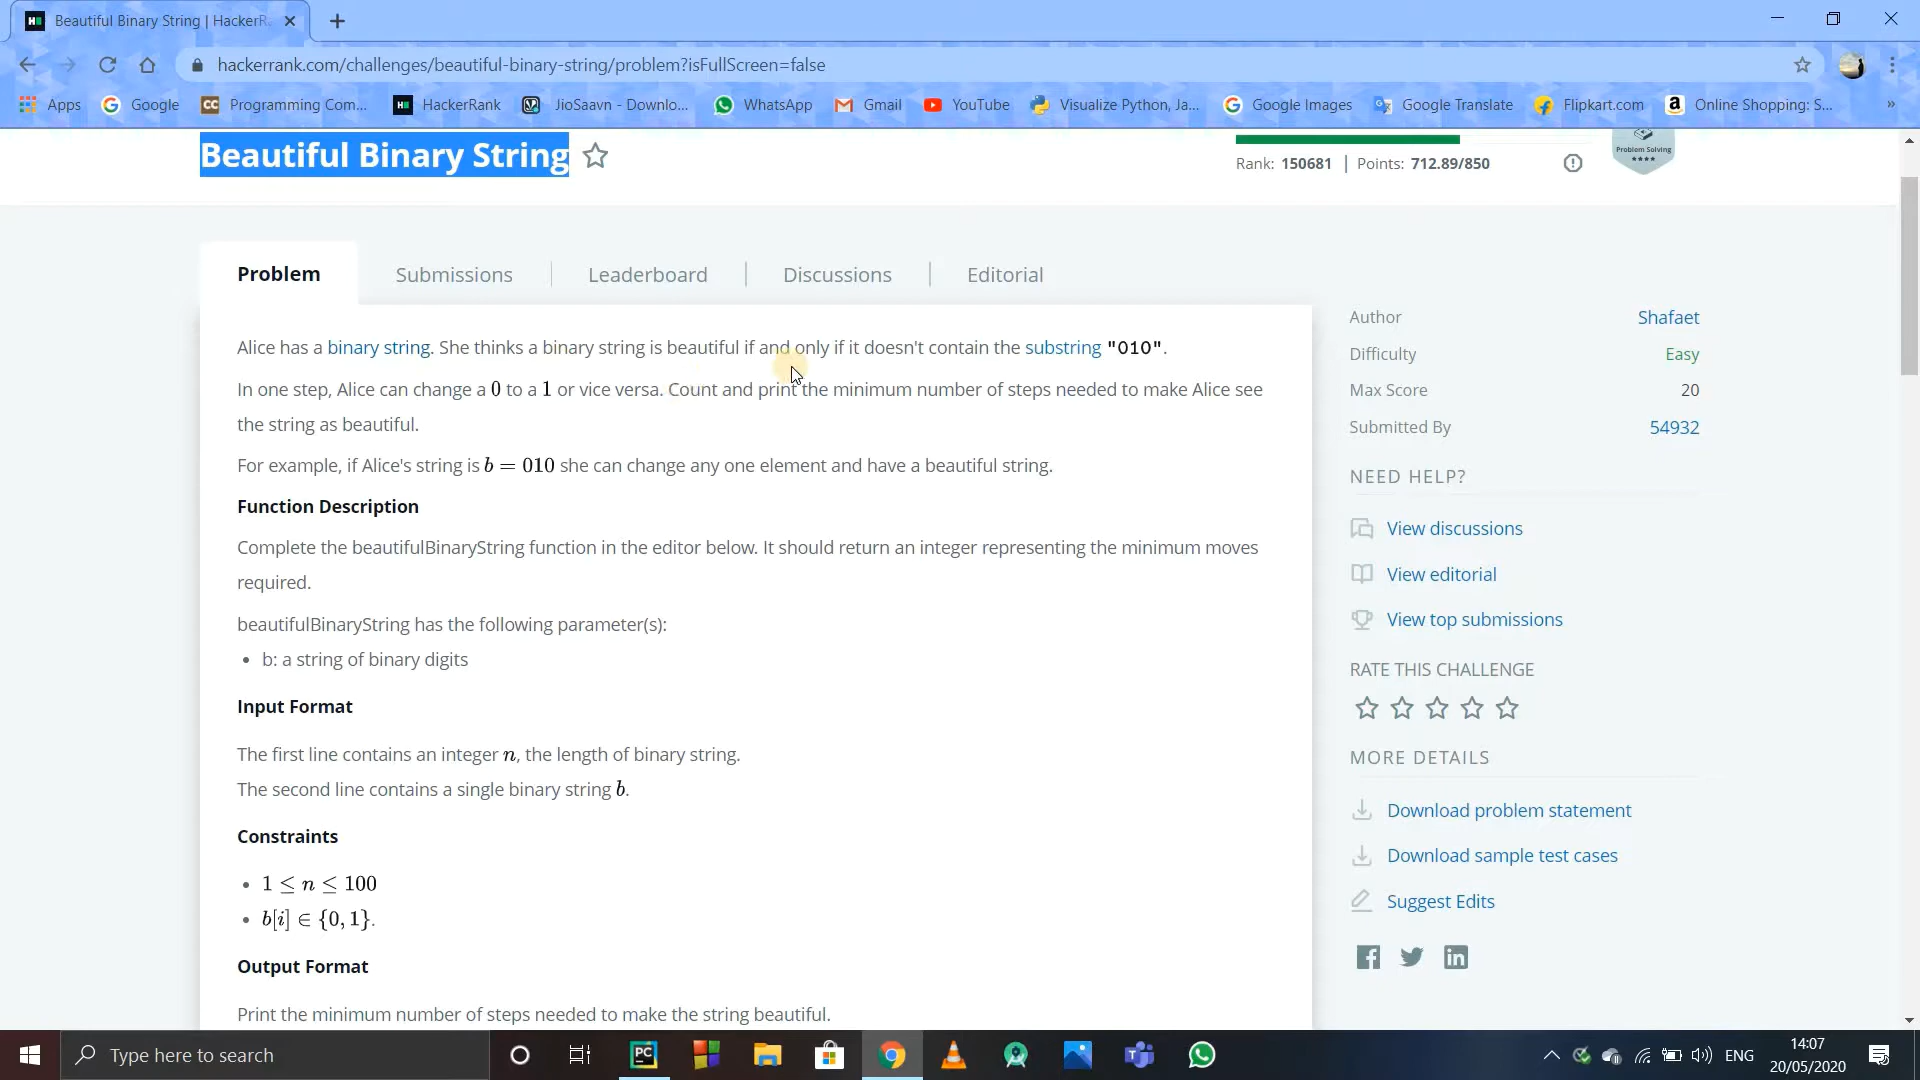 Beautiful Binary String | HackerR
hackerrank.com/challenges/beautiful-binary-string/problem?isFullScreen=false
Apps Google Programming Com... HackerRank JioSaavn - Downlo... WhatsApp Gmail YouTube Visualize Python, Ja... Google Images Google Translate Flipkart.com Online Shopping: S... »
Beautiful Binary String
Rank: 150681 | Points: 712.89/850
Problem Solving
Problem Submissions Leaderboard Discussions Editorial
Alice has a binary string. She thinks a binary string is beautiful if and only if it doesn't contain the substring "010".
In one step, Alice can change a 0 to a 1 or vice versa. Count and print the minimum number of steps needed to make Alice see
the string as beautiful.
For example, if Alice's string is b = 010 she can change any one element and have a beautiful string.
Function Description
Complete the beautifulBinaryString function in the editor below. It should return an integer representing the minimum moves
required.
beautifulBinaryString has the following parameter(s):
• b: a string of binary digits
Input Format
The first line contains an integer n, the length of binary string.
The second line contains a single binary string b.
Constraints
• 1 ≤ n ≤ 100
• b[i] ∈ {0, 1}.
Output Format
Print the minimum number of steps needed to make the string beautiful.
Author Shafaet
Difficulty Easy
Max Score 20
Submitted By 54932
NEED HELP?
View discussions
View editorial
View top submissions
RATE THIS CHALLENGE
MORE DETAILS
Download problem statement
Download sample test cases
Suggest Edits
Type here to search
PC
ENG
14:07
20/05/2020